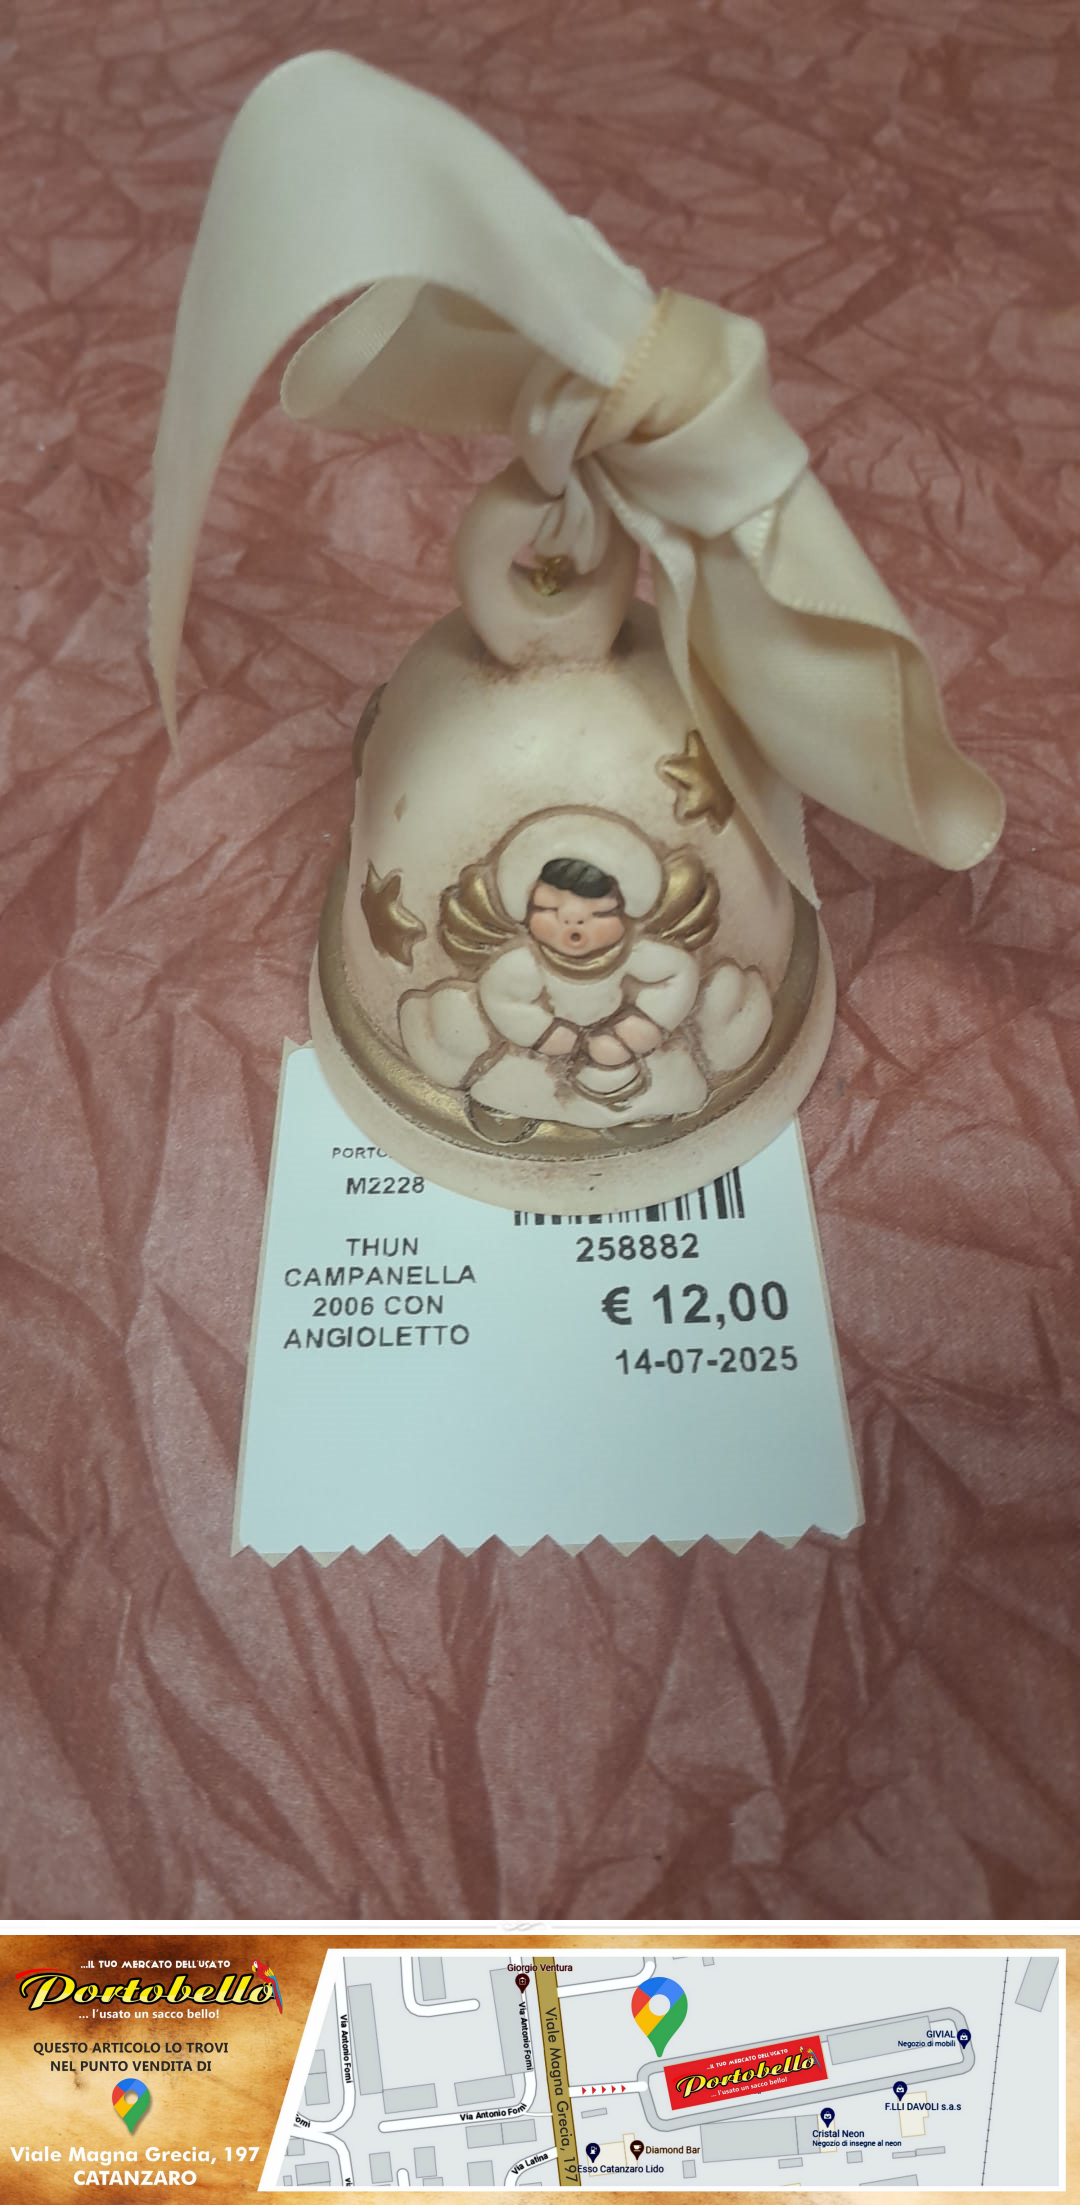 M2228
THUN
CAMPANELLA
2006 CON
ANGIOLETTO
258882
€ 12,00
14-07-2025
...IL TUO MERCATO DELL'USATO
Portobello
... l'usato un sacco bello!
QUESTO ARTICOLO LO TROVI
NEL PUNTO VENDITA DI
Viale Magna Grecia, 197
CATANZARO
Giorgio Ventura
Via Antonio Forni
Via Antonio Forni
Viale Magna Grecia, 197
Via Antonio Forni
Via Latina
...IL TUO MERCATO DELL'USATO
Portobello
... l'usato un sacco bello!
GIVIAL
Negozio di mobili
F.LLI DAVOLI s.a.s
Cristal Neon
Negozio di insegne al neon
Diamond Bar
Esso Catanzaro Lido